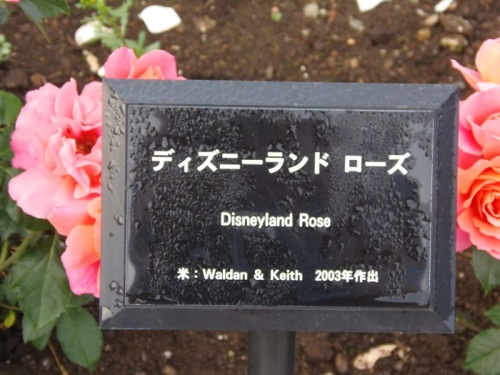 ディズニーランド ローズ
Disneyland Rose
米：Waldan & Keith 2003年作出